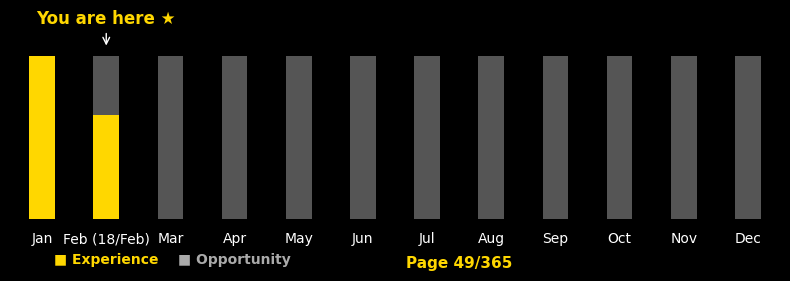 You are here ★
Jan Feb (18/Feb) Mar Apr May Jun Jul Aug Sep Oct Nov Dec
■ Experience ■ Opportunity Page 49/365